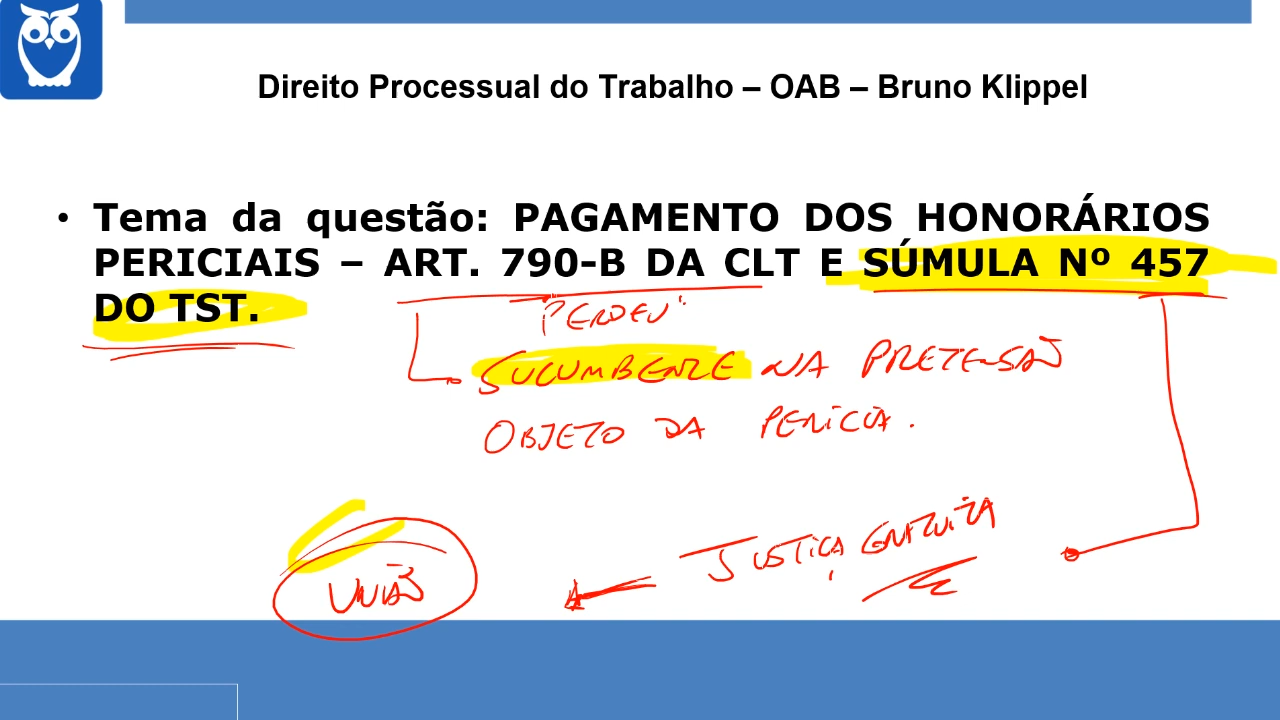 Direito Processual do Trabalho – OAB – Bruno Klippel
• Tema da questão: PAGAMENTO DOS HONORÁRIOS
PERICIAIS – ART. 790-B DA CLT E SÚMULA Nº 457
DO TST.
"PERDEU"
SUCUMBENTE NA PRETENSÃO
OBJETO DA PERÍCIA.
JUSTIÇA GRATUITA
UNIÃO